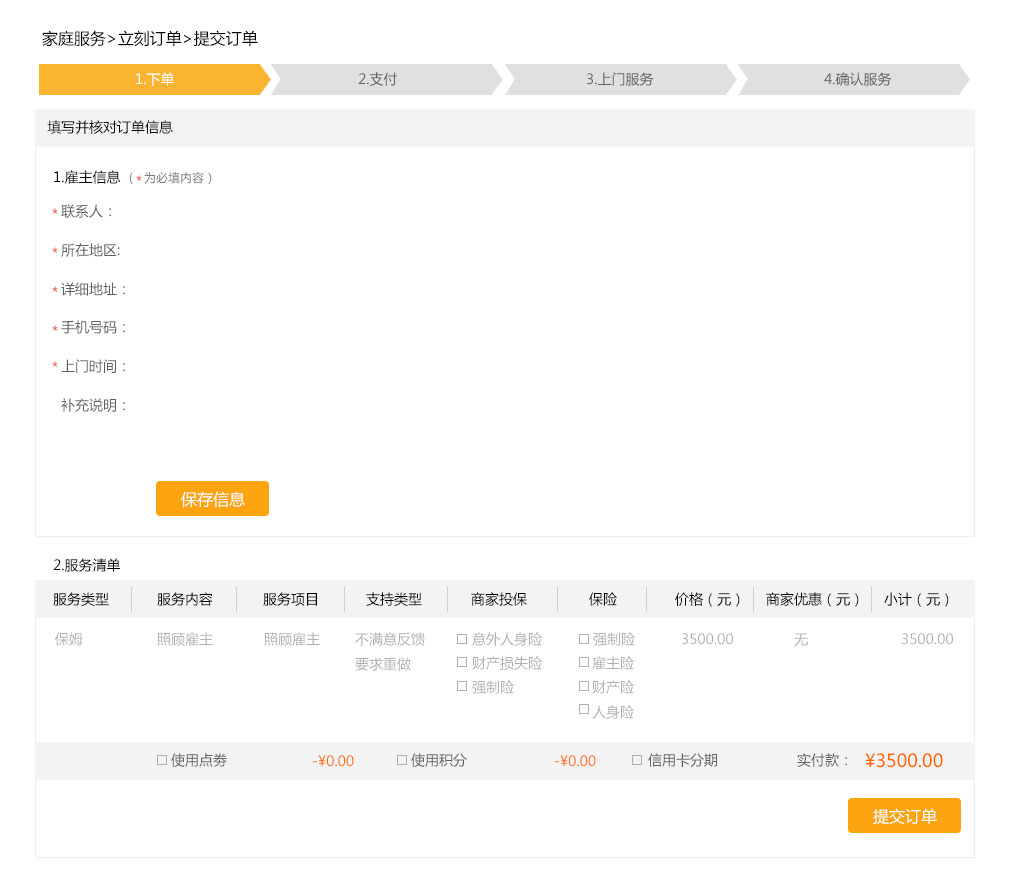 家庭服务>立刻订单>提交订单
1.下单 2.支付 3.上门服务 4.确认服务
填写并核对订单信息
1.雇主信息（*为必填内容）
*联系人：
*所在地区:
*详细地址：
*手机号码：
*上门时间：
补充说明：
保存信息
2.服务清单
服务类型 服务内容 服务项目 支持类型 商家投保 保险 价格（元） 商家优惠（元） 小计（元）
保姆 照顾雇主 照顾雇主 不满意反馈 □ 意外人身险 □ 强制险 3500.00 无 3500.00
要求重做 □ 财产损失险 □ 雇主险
□ 强制险 □ 财产险
□ 人身险
□ 使用点劵 -¥0.00 □ 使用积分 -¥0.00 □ 信用卡分期 实付款： ¥3500.00
提交订单